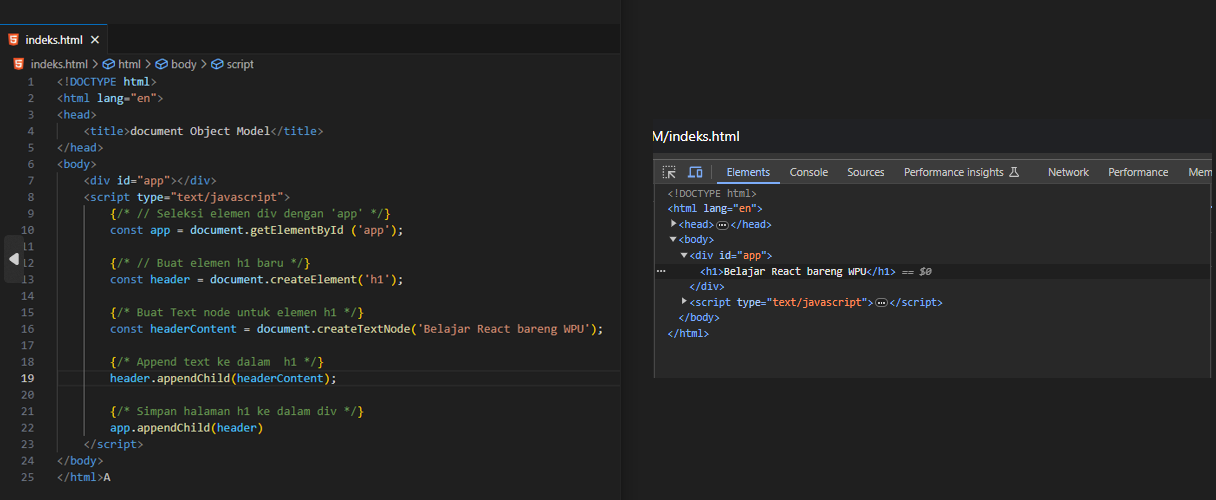 indeks.html ×
indeks.html > html > body > script
1 <!DOCTYPE html>
2 <html lang="en">
3 <head>
4 <title>document Object Model</title>
5 </head>
6 <body>
7 <div id="app"></div>
8 <script type="text/javascript">
9 {/* // Seleksi elemen div dengan 'app' */}
10 const app = document.getElementById ('app');
11
12 {/* // Buat elemen h1 baru */}
13 const header = document.createElement('h1');
14
15 {/* Buat Text node untuk elemen h1 */}
16 const headerContent = document.createTextNode('Belajar React bareng WPU');
17
18 {/* Append text ke dalam  h1 */}
19 header.appendChild(headerContent);
20
21 {/* Simpan halaman h1 ke dalam div */}
22 app.appendChild(header)
23 </script>
24 </body>
25 </html>A
M/indeks.html
Elements Console Sources Performance insights Network Performance Mem
<!DOCTYPE html>
<html lang="en">
<head> … </head>
<body>
<div id="app">
… <h1>Belajar React bareng WPU</h1> == $0
</div>
<script type="text/javascript"> … </script>
</body>
</html>